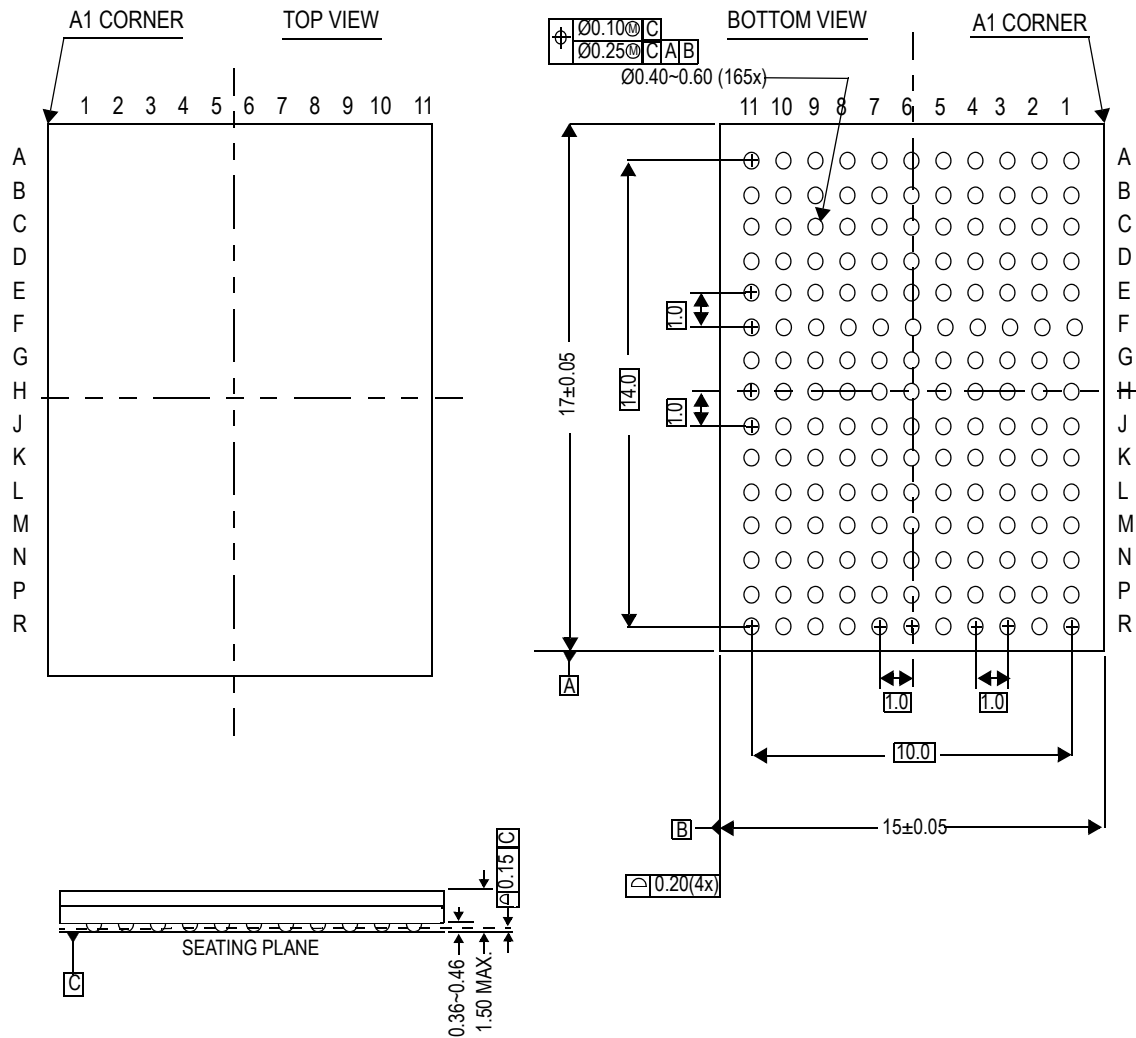 A1 CORNER
TOP VIEW
1 2 3 4 5 6 7 8 9 10 11
A
B
C
D
E
F
G
H
J
K
L
M
N
P
R
Ø0.10Ⓜ C
Ø0.25Ⓜ C A B
Ø0.40~0.60 (165x)
BOTTOM VIEW
A1 CORNER
11 10 9 8 7 6 5 4 3 2 1
A
B
C
D
E
F
G
H
J
K
L
M
N
P
R
17±0.05
14.0
1.0
1.0
A
1.0
1.0
10.0
B
15±0.05
0.20(4x)
0.15 C
SEATING PLANE
C
0.36~0.46
1.50 MAX.